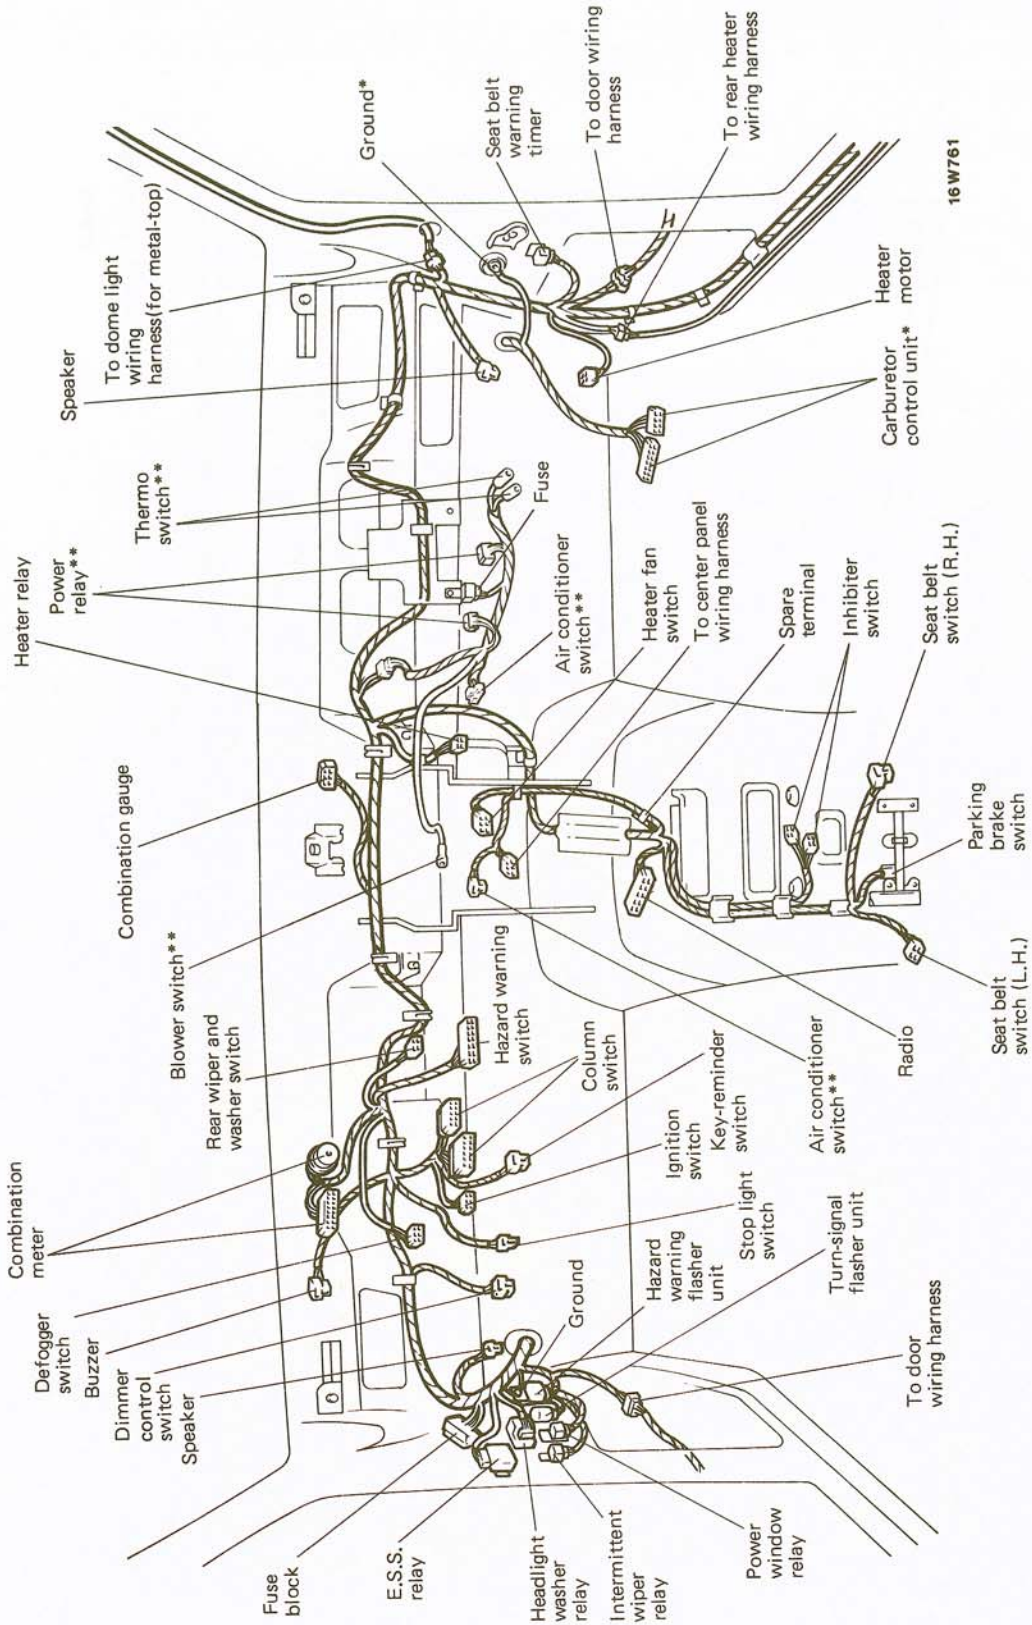 Combination
meter
Defogger
switch
Buzzer
Dimmer
control
switch
Speaker
Fuse
block
E.S.S.
relay
Headlight
washer
relay
Intermittent
wiper
relay
Power
window
relay
Blower switch**
Rear wiper and
washer switch
Combination gauge
Heater relay
Power
relay**
Thermo
switch**
Speaker
To dome light
wiring
harness(for metal-top)
Ground*
Seat belt
warning
timer
To door wiring
harness
To rear heater
wiring harness
Hazard warning
switch
Column
switch
Ignition
switch
Key-reminder
switch
Stop light
switch
Ground
Hazard
warning
flasher
unit
Turn-signal
flasher unit
To door
wiring harness
Fuse
Air conditioner
switch**
Heater fan
switch
To center panel
wiring harness
Spare
terminal
Inhibiter
switch
Seat belt
switch (R.H.)
Heater
motor
Carburetor
control unit*
Air conditioner
switch**
Radio
Seat belt
switch (L.H.)
Parking
brake
switch
16W761